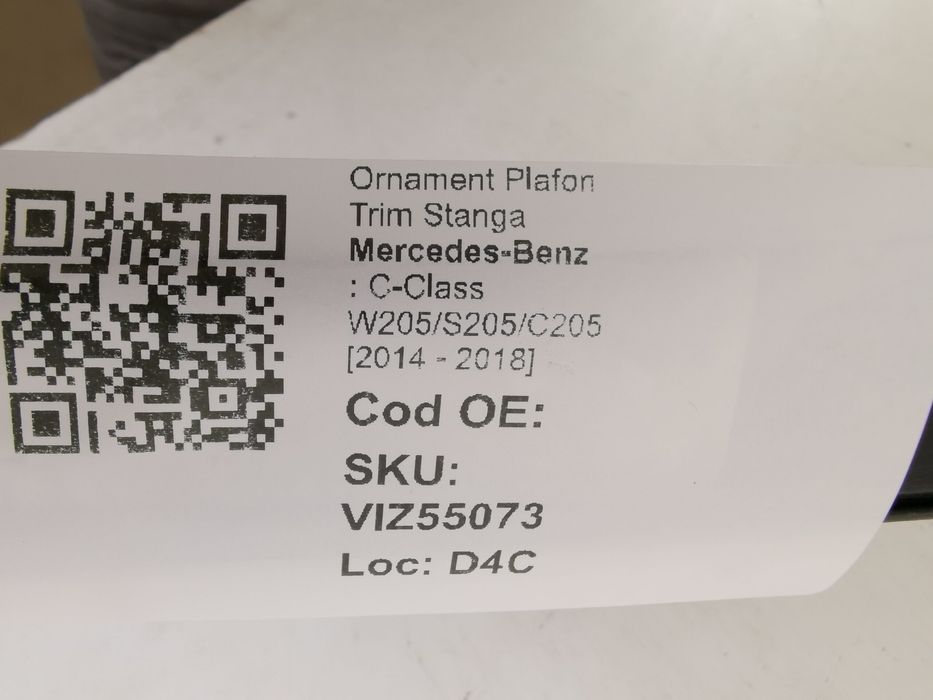 Ornament Plafon
Trim Stanga
Mercedes-Benz
: C-Class
W205/S205/C205
[2014 - 2018]
Cod OE:
SKU:
VIZ55073
Loc: D4C